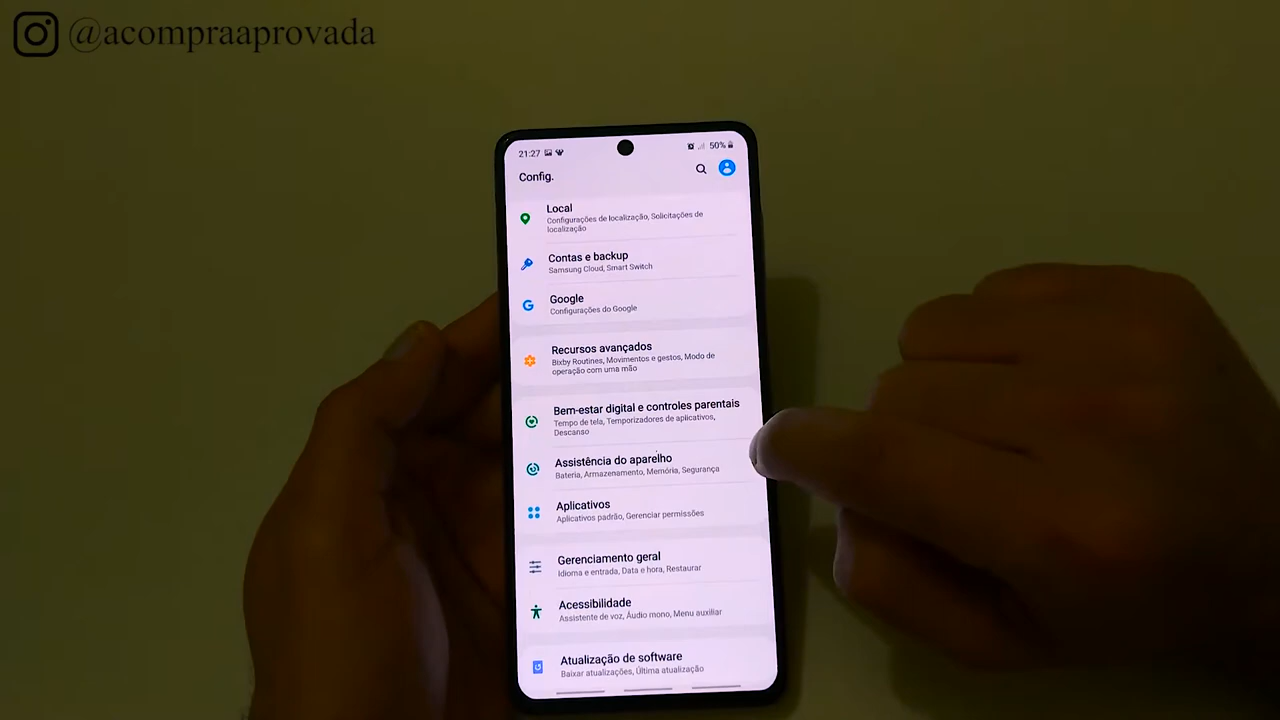 @acompraaprovada
21:27
50%
Config.
Local
Configurações de localização, Solicitações de
localização
Contas e backup
Samsung Cloud, Smart Switch
Google
Configurações do Google
Recursos avançados
Bixby Routines, Movimentos e gestos, Modo de
operação com uma mão
Bem-estar digital e controles parentais
Tempo de tela, Temporizadores de aplicativos,
Descanso
Assistência do aparelho
Bateria, Armazenamento, Memória, Segurança
Aplicativos
Aplicativos padrão, Gerenciar permissões
Gerenciamento geral
Idioma e entrada, Data e hora, Restaurar
Acessibilidade
Assistente de voz, Áudio mono, Menu auxiliar
Atualização de software
Baixar atualizações, Última atualização